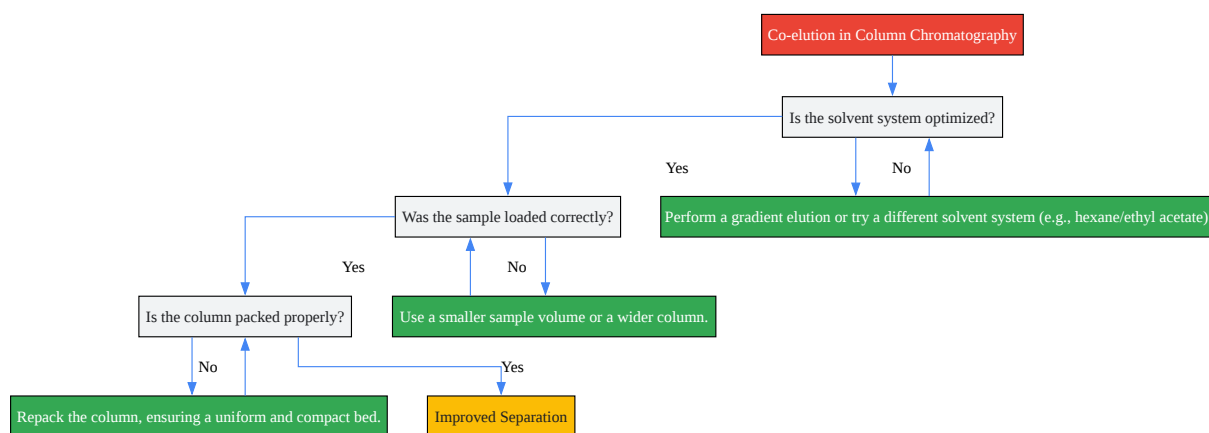 Co-elution in Column Chromatography
Is the solvent system optimized?
Yes
No
Was the sample loaded correctly?
Perform a gradient elution or try a different solvent system (e.g., hexane/ethyl acetate)
Yes
No
Is the column packed properly?
Use a smaller sample volume or a wider column.
No
Yes
Repack the column, ensuring a uniform and compact bed.
Improved Separation